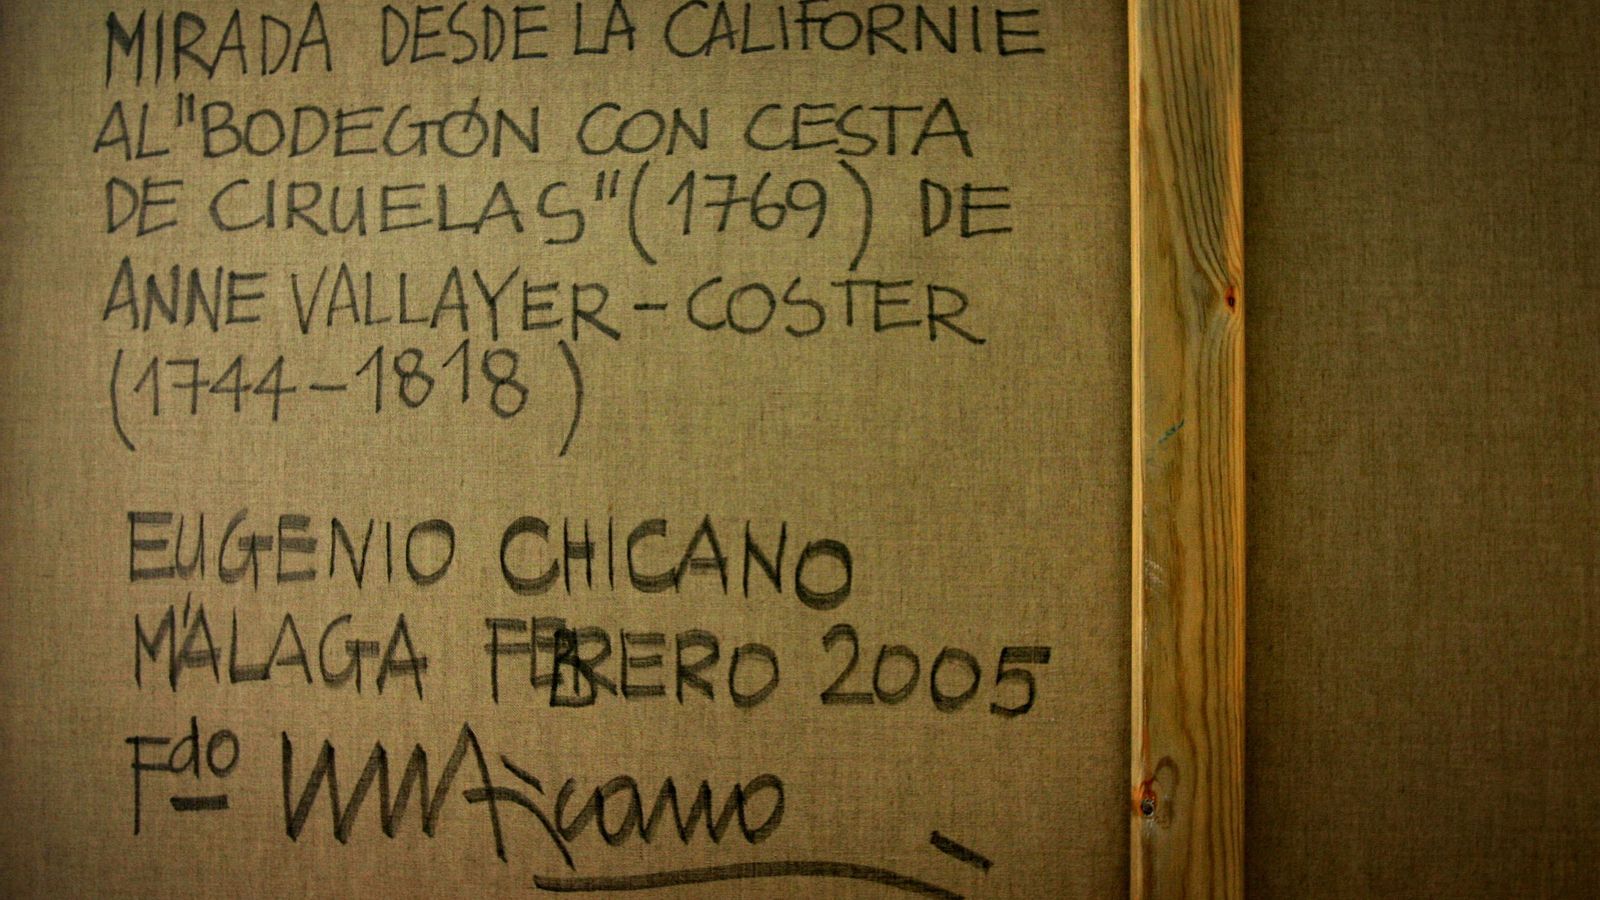 MIRADA DESDE LA CALIFORNIE
AL "BODEGÓN CON CESTA
DE CIRUELAS" (1769) DE
ANNE VALLAYER-COSTER
(1744-1818)
EUGENIO CHICANO
MÁLAGA FEBRERO 2005
Fdo